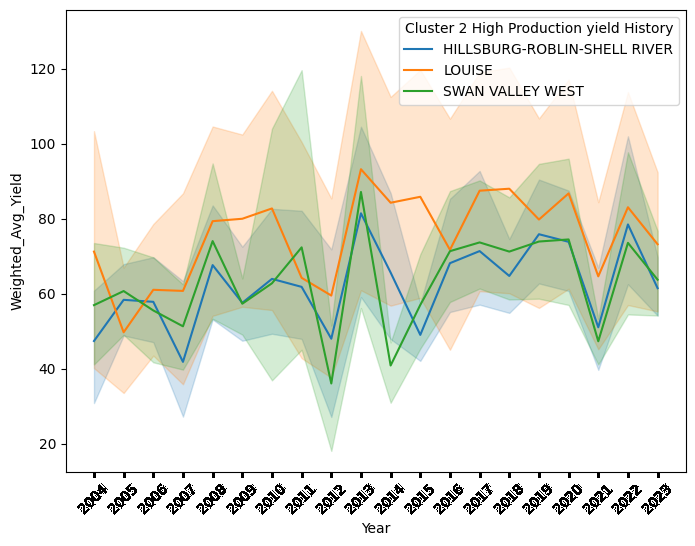 Cluster 2 High Production yield History
HILLSBURG-ROBLIN-SHELL RIVER
LOUISE
SWAN VALLEY WEST
120
100
80
60
40
20
Weighted_Avg_Yield
2004 2005 2006 2007 2008 2009 2010 2011 2012 2013 2014 2015 2016 2017 2018 2019 2020 2021 2022 2023
Year